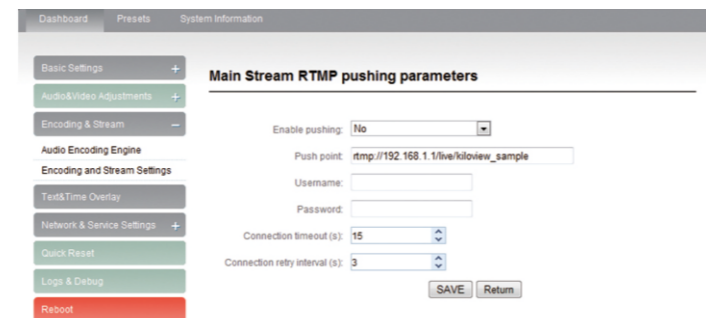 Dashboard Presets System Information
Basic Settings +
Audio&Video Adjustments +
Encoding & Stream −
Audio Encoding Engine
Encoding and Stream Settings
Text&Time Overlay
Network & Service Settings +
Quick Reset
Logs & Debug
Reboot
Main Stream RTMP pushing parameters
Enable pushing: No
Push point: rtmp://192.168.1.1/live/kiloview_sample
Username:
Password:
Connection timeout (s): 15
Connection retry interval (s): 3
SAVE Return